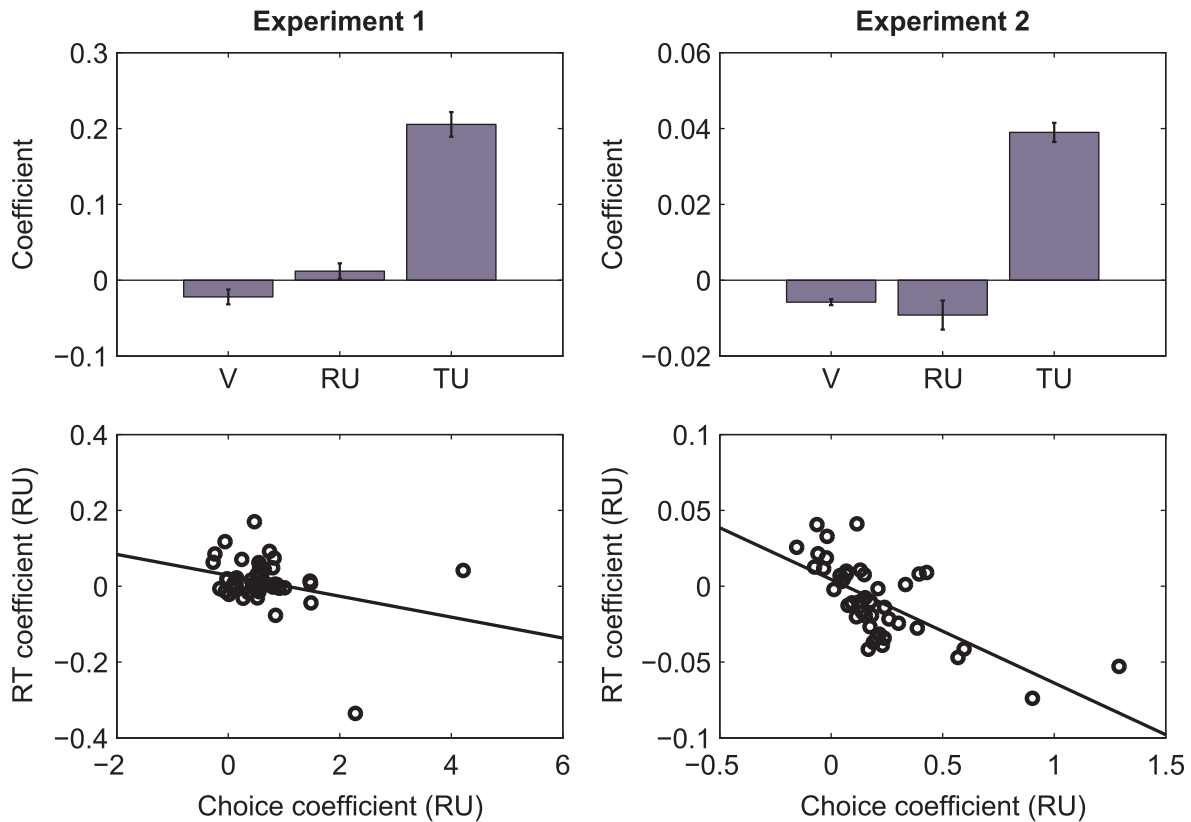 Experiment 1
Coefficient
0.3
0.2
0.1
0
−0.1
V RU TU
Experiment 2
Coefficient
0.06
0.04
0.02
0
−0.02
V RU TU
RT coefficient (RU)
0.4
0.2
0
−0.2
−0.4
−2 0 2 4 6
Choice coefficient (RU)
RT coefficient (RU)
0.1
0.05
0
−0.05
−0.1
−0.5 0 0.5 1 1.5
Choice coefficient (RU)